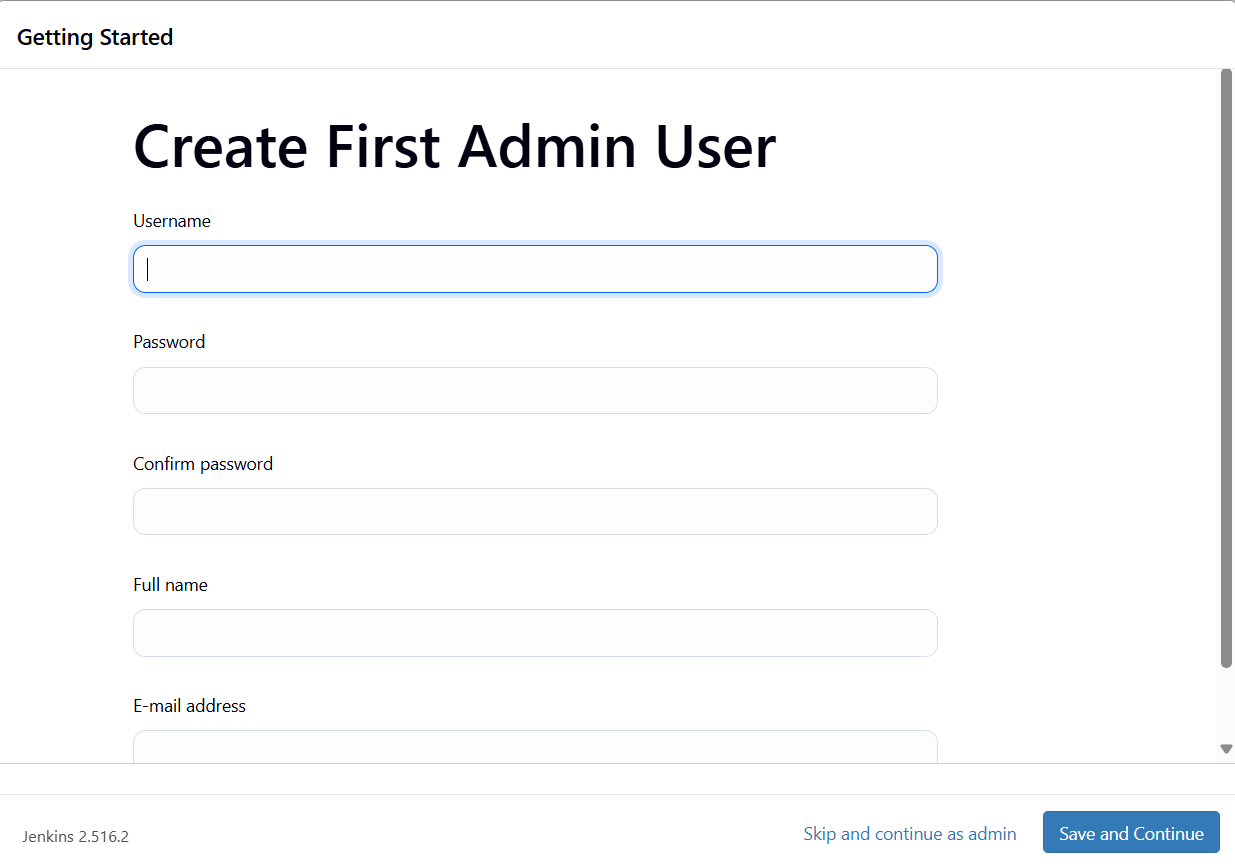 Getting Started
Create First Admin User
Username
Password
Confirm password
Full name
E-mail address
Jenkins 2.516.2
Skip and continue as admin
Save and Continue